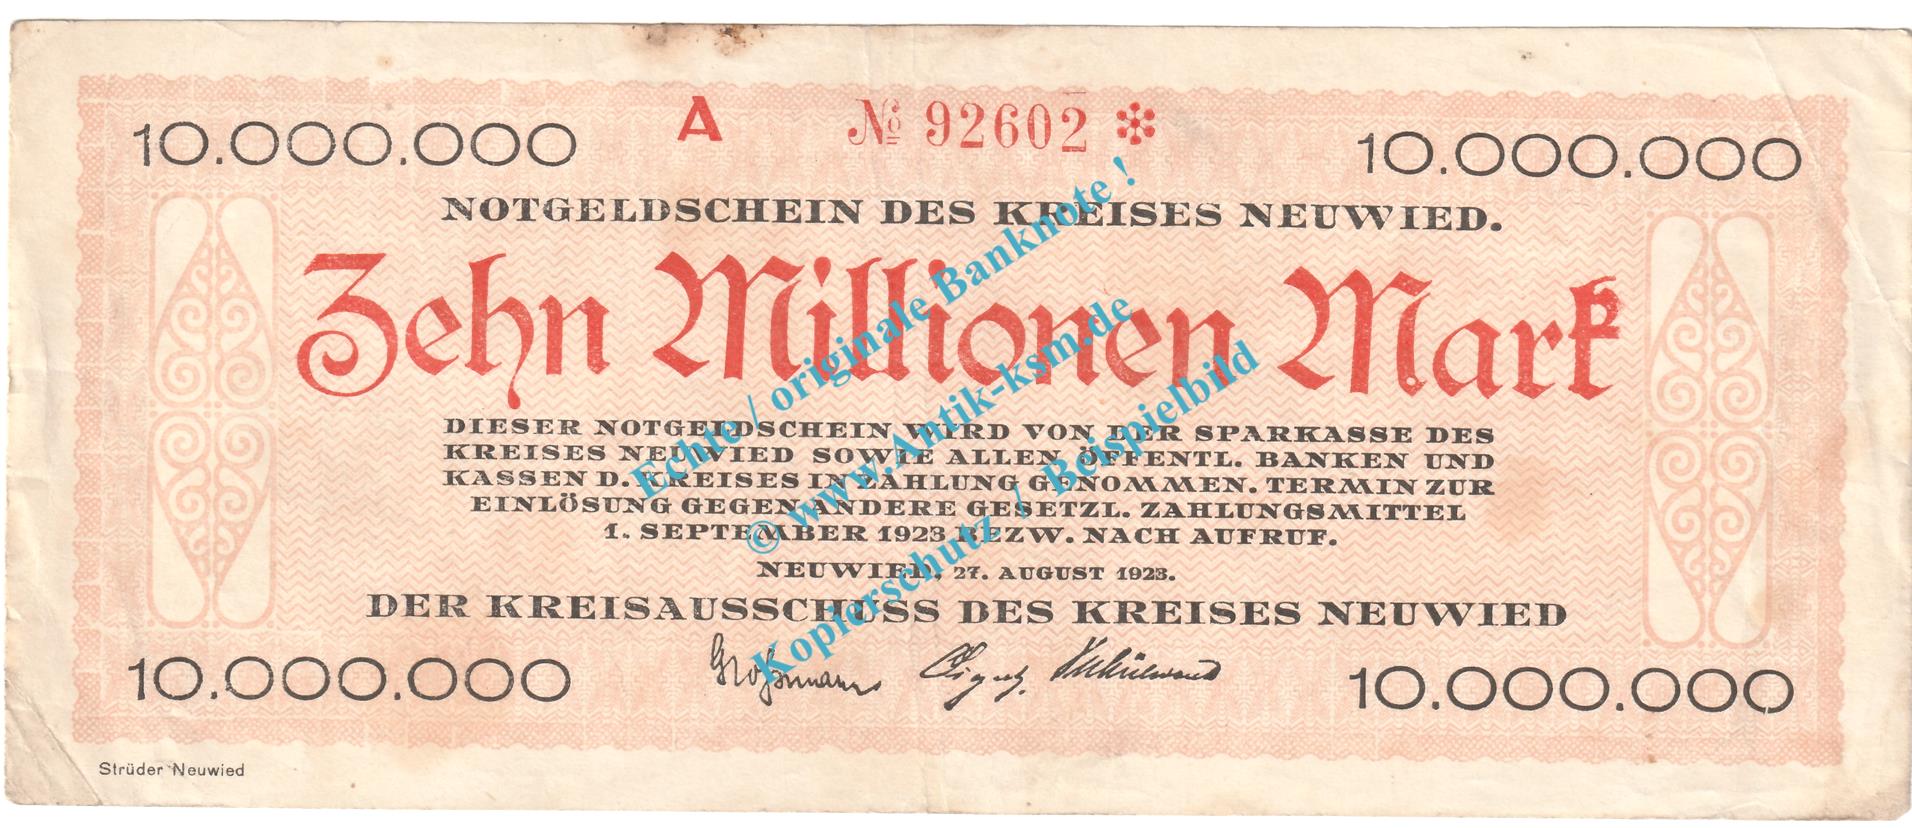 A № 92602 *
10.000.000 10.000.000
NOTGELDSCHEIN DES KREISES NEUWIED.
Zehn Millionen Mark
DIESER NOTGELDSCHEIN WIRD VON DER SPARKASSE DES
KREISES NEUWIED SOWIE ALLEN ÖFFENTL. BANKEN UND
KASSEN D. KREISES IN ZAHLUNG GENOMMEN. TERMIN ZUR
EINLÖSUNG GEGEN ANDERE GESETZL. ZAHLUNGSMITTEL
1. SEPTEMBER 1923 BEZW. NACH AUFRUF.
NEUWIED, 27. AUGUST 1923.
DER KREISAUSSCHUSS DES KREISES NEUWIED
10.000.000 10.000.000
Strüder Neuwied
Echte / originale Banknote !
© www.Antik-ksm.de
Kopierschutz / Beispielbild